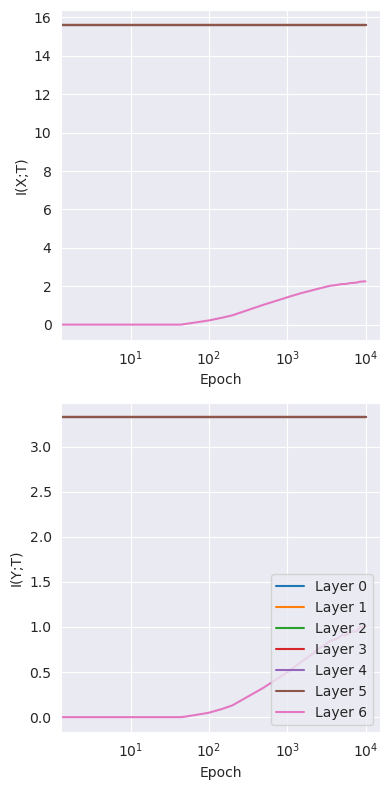 16
14
12
10
8
6
4
2
0
I(X;T)
10¹ 10² 10³ 10⁴
Epoch
3.0
2.5
2.0
1.5
1.0
0.5
0.0
I(Y;T)
Layer 0
Layer 1
Layer 2
Layer 3
Layer 4
Layer 5
Layer 6
10¹ 10² 10³ 10⁴
Epoch